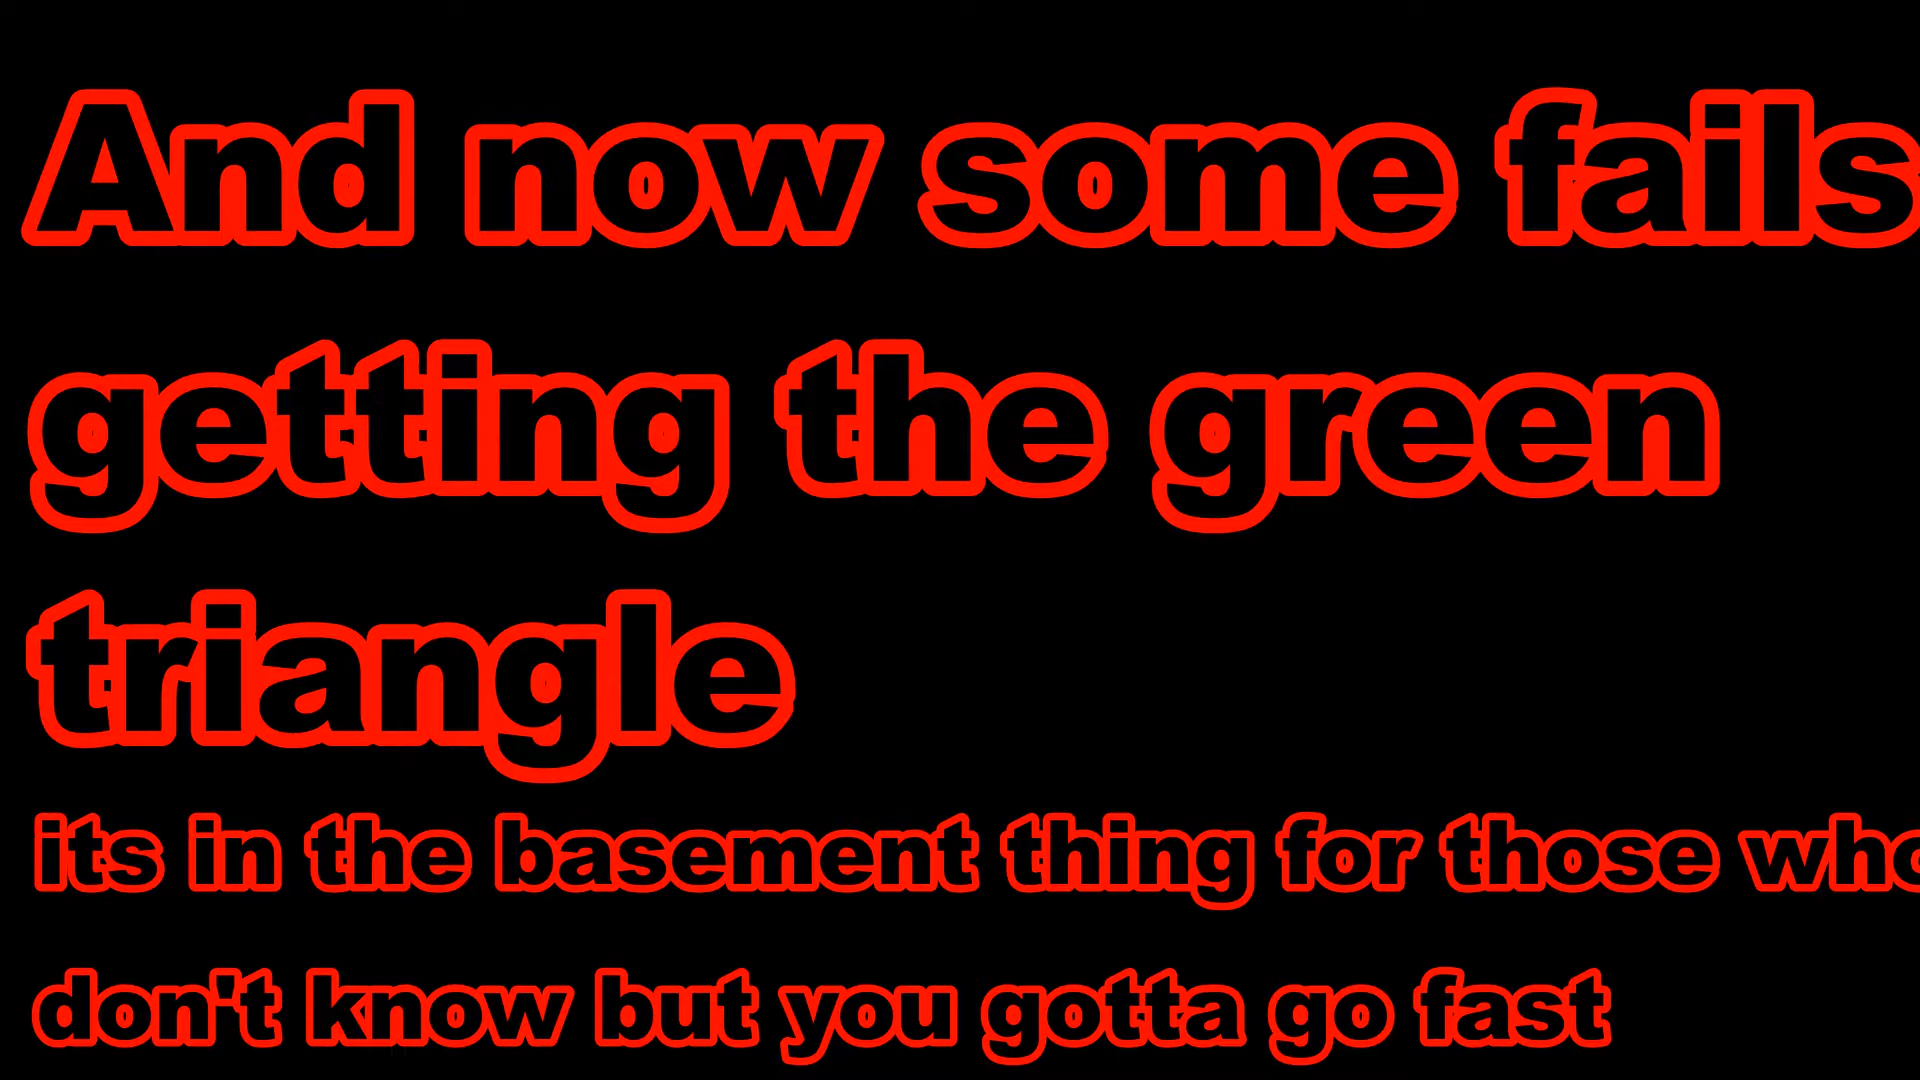 And now some fails
getting the green
triangle
its in the basement thing for those who
don't know but you gotta go fast